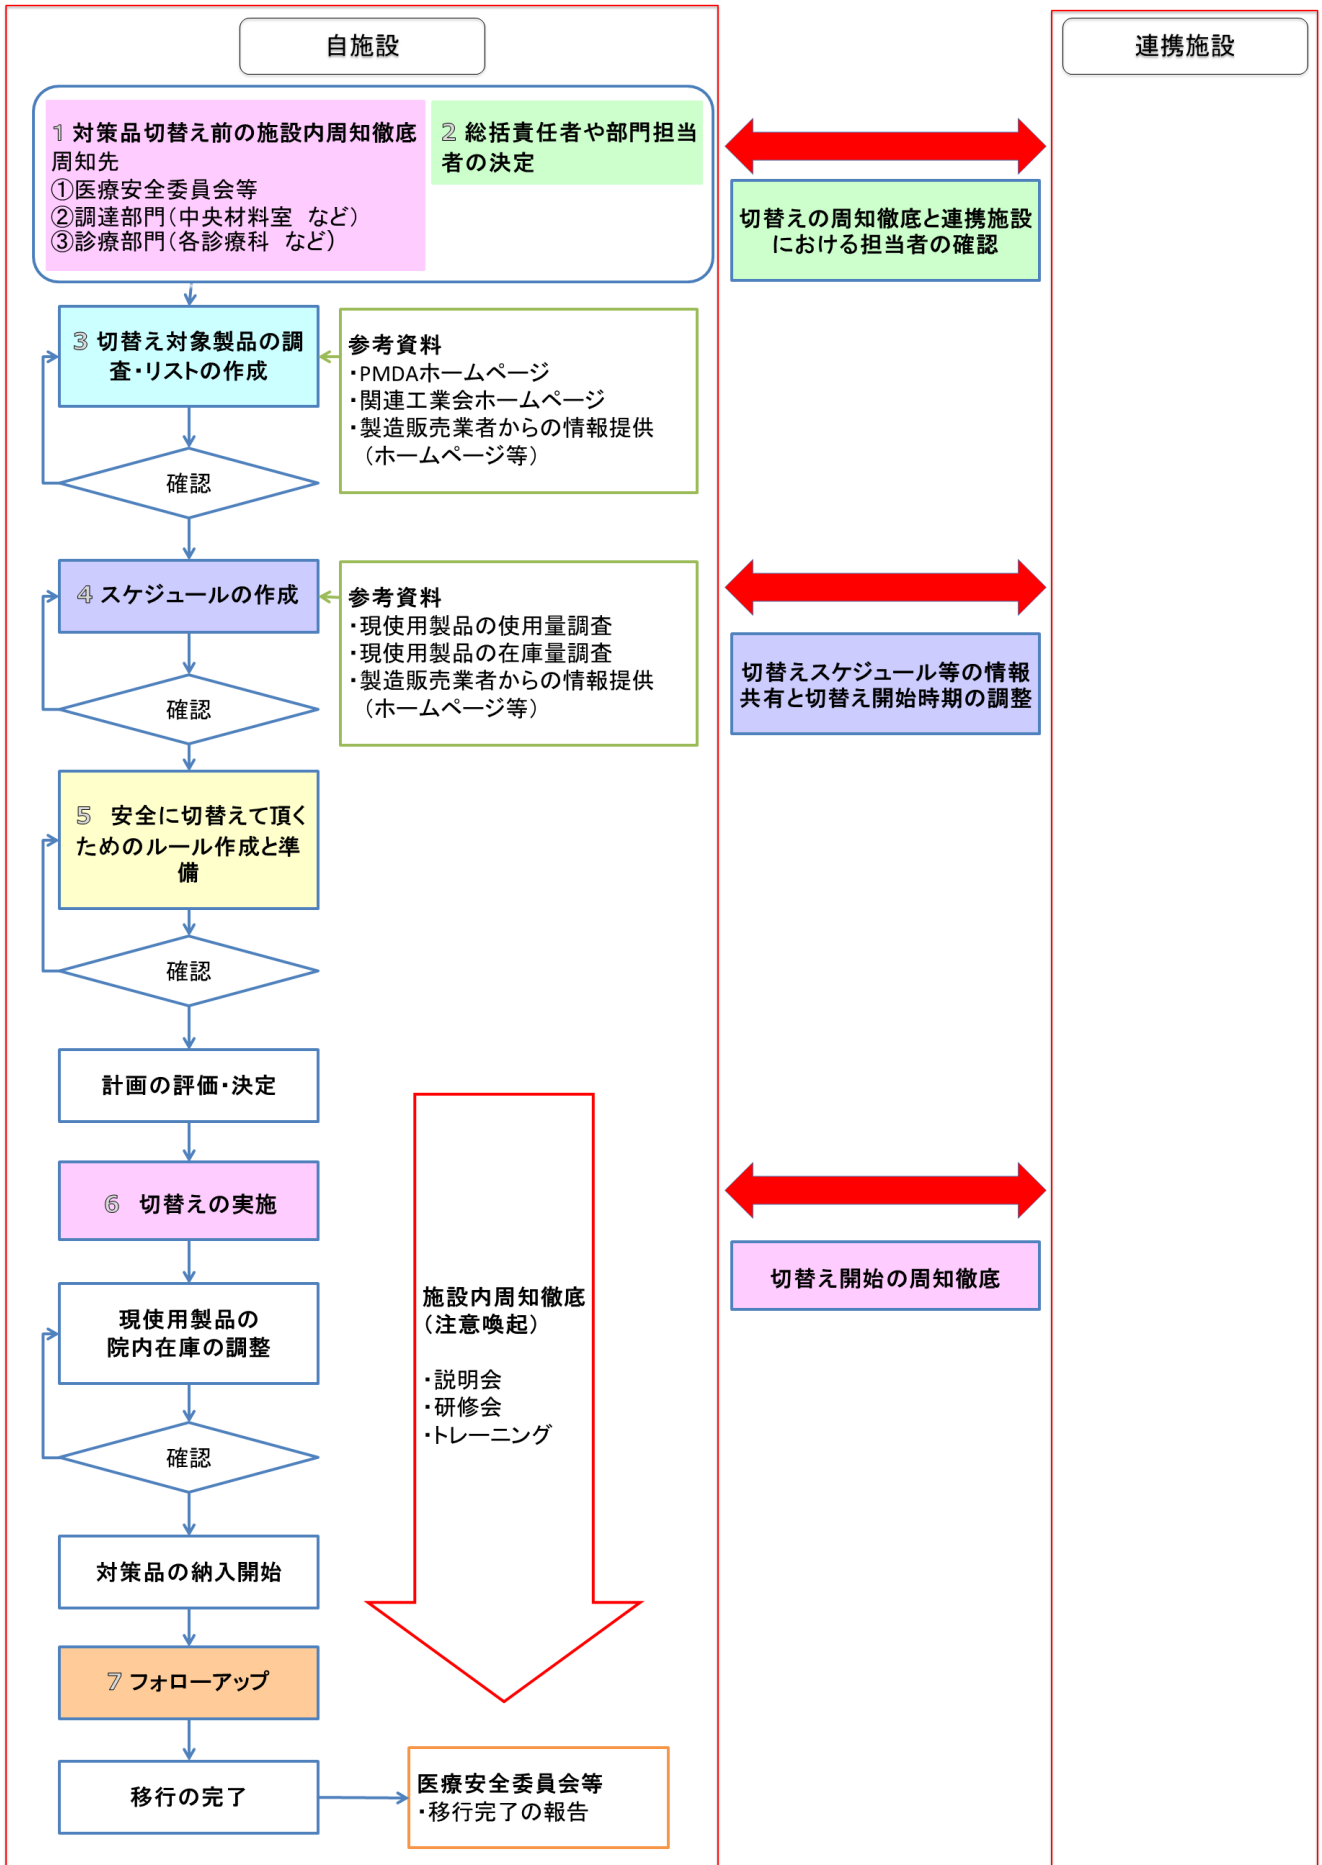 自施設
連携施設
1 対策品切替え前の施設内周知徹底
周知先
①医療安全委員会等
②調達部門（中央材料室　など）
③診療部門（各診療科　など）
2 総括責任者や部門担当
者の決定
切替えの周知徹底と連携施設
における担当者の確認
3 切替え対象製品の調
査・リストの作成
参考資料
・PMDAホームページ
・関連工業会ホームページ
・製造販売業者からの情報提供
（ホームページ等）
確認
4 スケジュールの作成
参考資料
・現使用製品の使用量調査
・現使用製品の在庫量調査
・製造販売業者からの情報提供
（ホームページ等）
切替えスケジュール等の情報
共有と切替え開始時期の調整
確認
5　安全に切替えて頂く
ためのルール作成と準
備
確認
計画の評価・決定
6　切替えの実施
切替え開始の周知徹底
現使用製品の
院内在庫の調整
施設内周知徹底
（注意喚起）
・説明会
・研修会
・トレーニング
確認
対策品の納入開始
7 フォローアップ
移行の完了
医療安全委員会等
・移行完了の報告